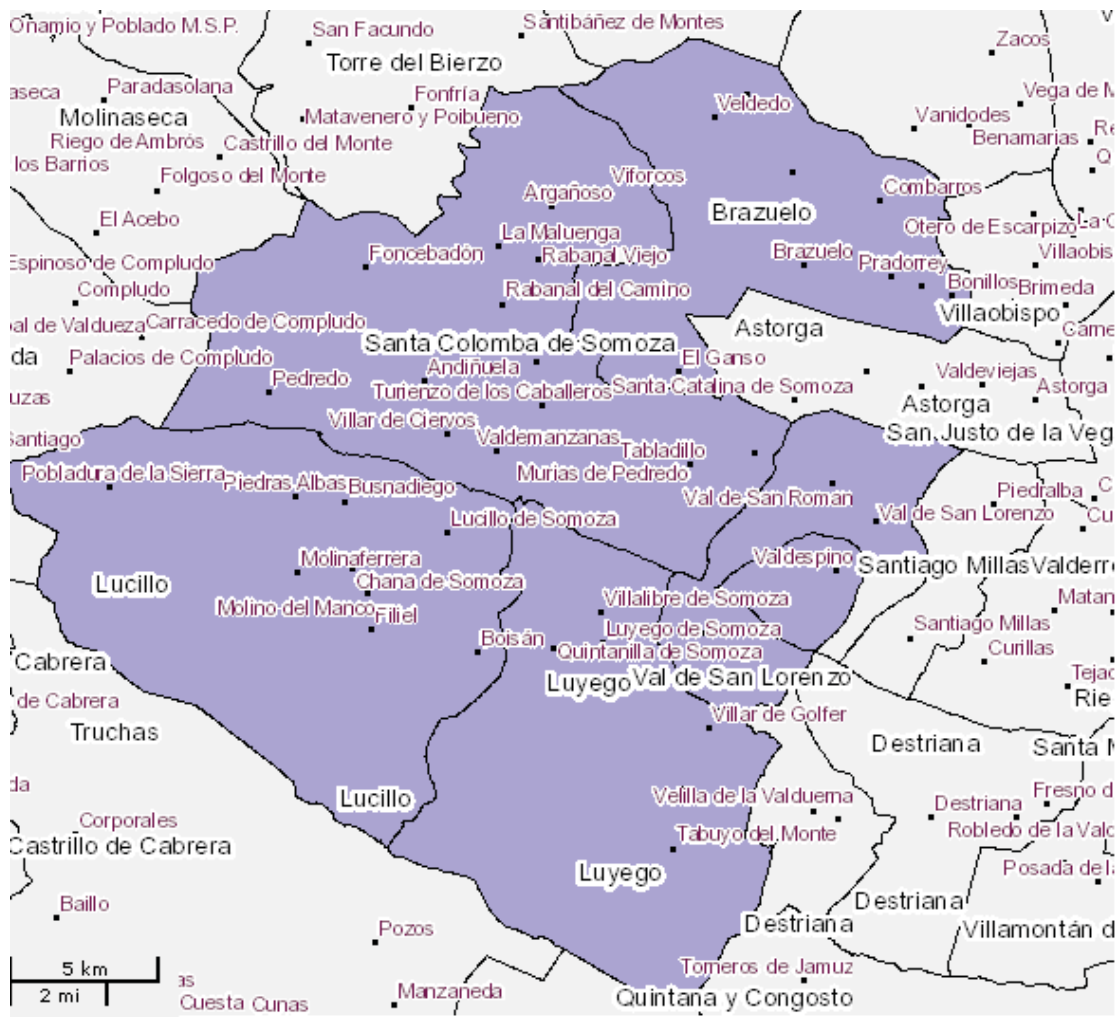 Onamio y Poblado M.S.P.
San Facundo
Santibáñez de Montes
Zacos
Torre del Bierzo
Paradasolana
Fonfría
Vega de M
aseca
Molinaseca
Matavenero y Poibueno
Veldedo
Vanidodes
Benamarias
Re
Riego de Ambrós
Castrillo del Monte
los Barrios
Folgoso del Monte
Viforcos
Argañoso
Combarros
Q
El Acebo
Brazuelo
Otero de Escarpizo
La C
La Maluenga
Foncebadón
Rabanal Viejo
Brazuelo
Pradorrey
Villaobis
Espinoso de Compludo
Compludo
Rabanal del Camino
Bonillos
Brimeda
Villaobispo
bal de Valdueza
Carracedo de Compludo
Astorga
Carne
da
Palacios de Compludo
Santa Colomba de Somoza
El Ganso
Andiñuela
Pedredo
Turienzo de los Caballeros
Santa Catalina de Somoza
Valdeviejas
Astorga
uzas
Astorga
Villar de Ciervos
Santiago
Valdemanzanas
San Justo de la Veg
Tabladillo
Pobladura de la Sierra
Piedras Albas
Busnadiego
Murias de Pedredo
Val de San Roman
Piedralba
C
Lucillo de Somoza
Val de San Lorenzo
Cu
Molinaferrera
Valdespino
Santiago Millas
Valderre
Lucillo
Chana de Somoza
Molino del Manco
Filiel
Villalibre de Somoza
Matan
Luyego de Somoza
Santiago Millas
Boisán
Quintanilla de Somoza
Curillas
Cabrera
Luyego
Val de San Lorenzo
Tejad
de Cabrera
Rie
Truchas
Villar de Golfer
Destriana
Santa M
da
Lucillo
Velilla de la Valduerna
Fresno d
Destriana
Corporales
Tabuyo del Monte
Robledo de la Vald
Castrillo de Cabrera
Luyego
Posada de la
Baillo
Destriana
Pozos
Destriana
Villamontán d
5 km
2 mi
as
Torneros de Jamuz
Cuesta Cunas
Manzaneda
Quintana y Congosto